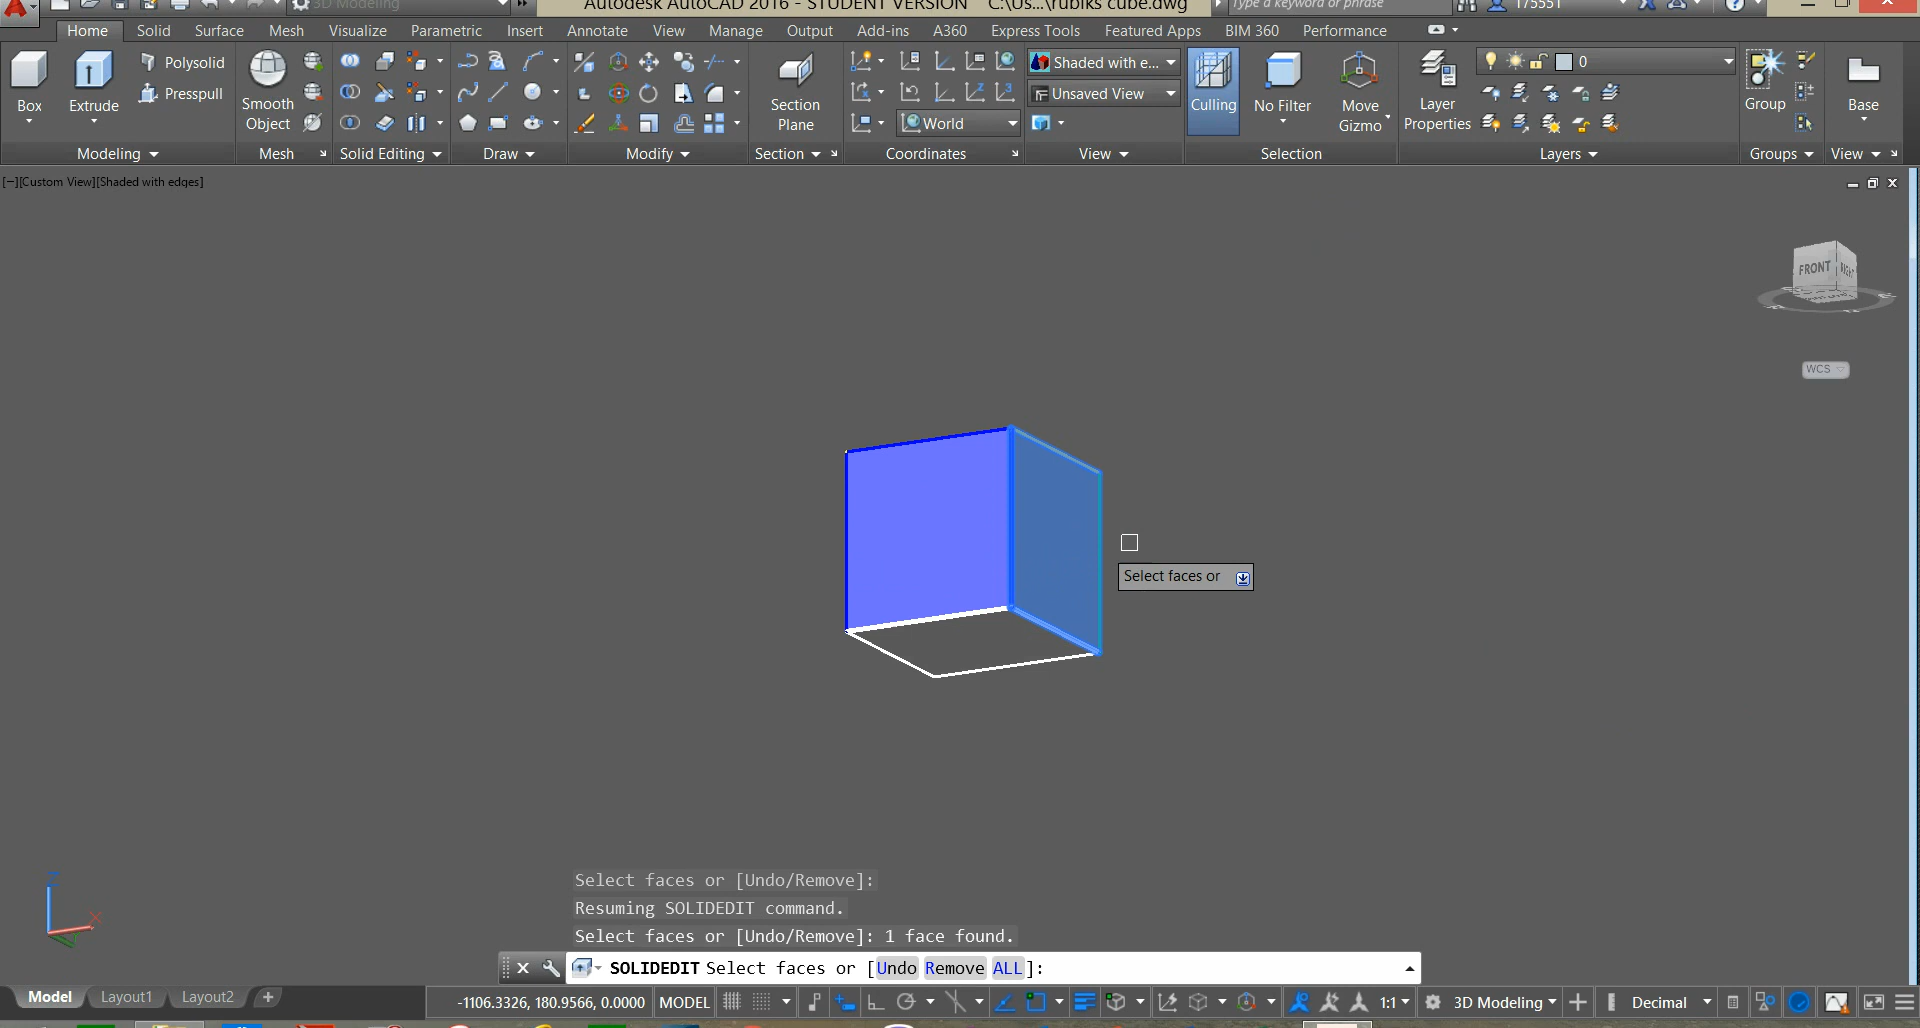 3D Modeling
Autodesk AutoCAD 2016 - STUDENT VERSION C:\Us...\rubiks cube.dwg
Type a keyword or phrase
175551
Home Solid Surface Mesh Visualize Parametric Insert Annotate View Manage Output Add-ins A360 Express Tools Featured Apps BIM 360 Performance
Box
Extrude
Polysolid
Presspull
Smooth
Object
Section
Plane
World
Shaded with e...
Unsaved View
Culling
No Filter
Move
Gizmo
Layer
Properties
0
Group
Base
Modeling Mesh Solid Editing Draw Modify Section Coordinates View Selection Layers Groups View
[−][Custom View][Shaded with edges]
FRONT RIGHT
WCS
Select faces or
Z
X
Select faces or [Undo/Remove]:
Resuming SOLIDEDIT command.
Select faces or [Undo/Remove]: 1 face found.
SOLIDEDIT Select faces or [Undo Remove ALL]:
Model Layout1 Layout2 +
-1106.3326, 180.9566, 0.0000 MODEL 1:1 3D Modeling Decimal